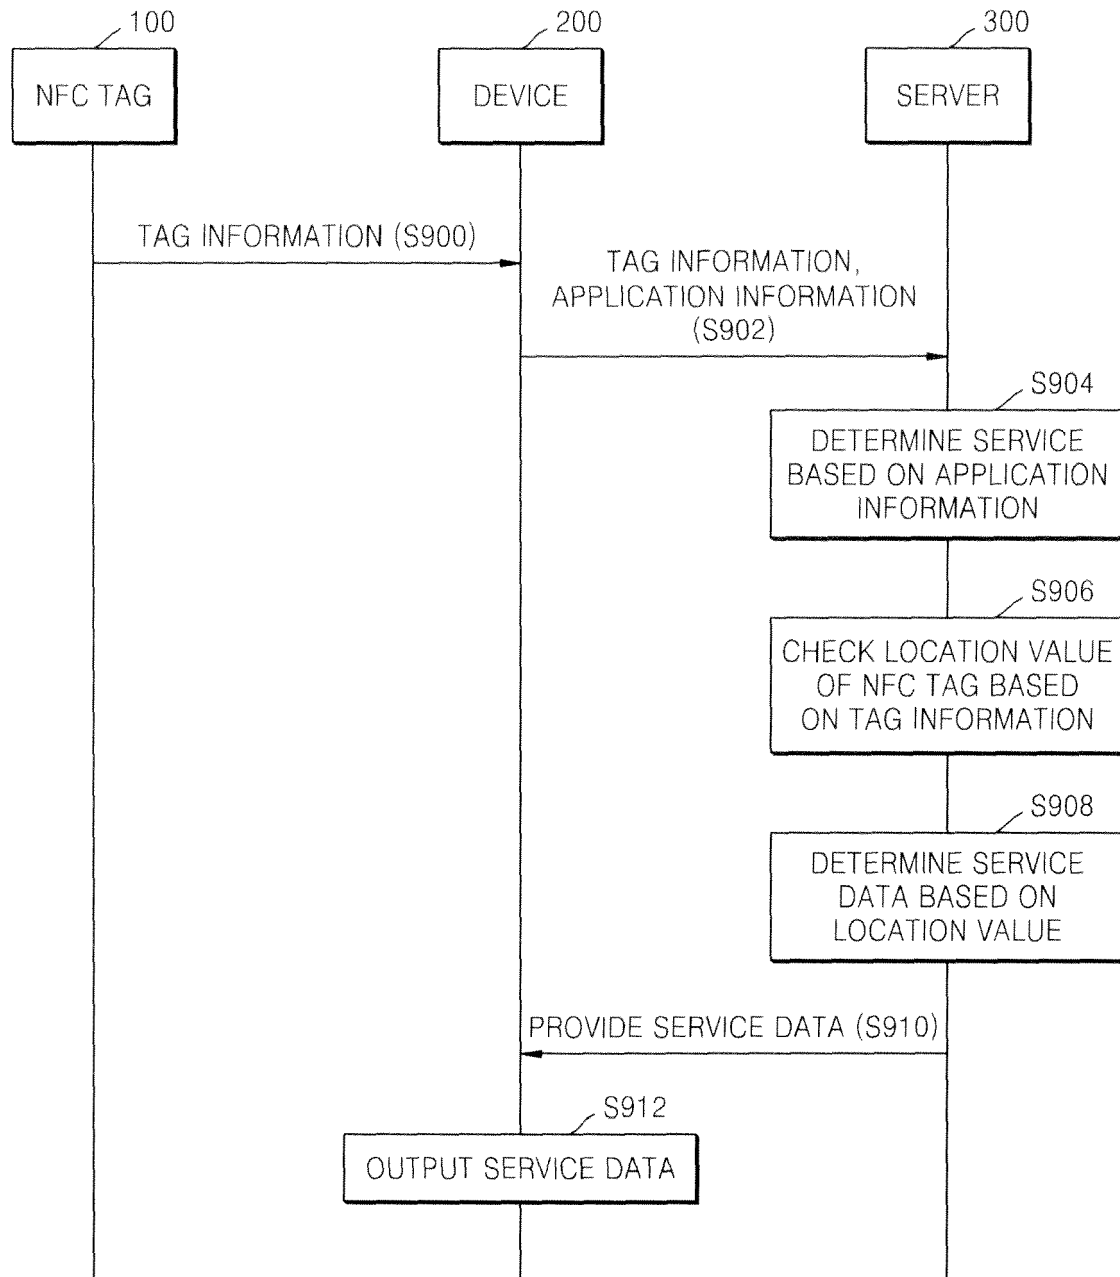 100
200
300
NFC TAG
DEVICE
SERVER
TAG INFORMATION (S900)
TAG INFORMATION,
APPLICATION INFORMATION
(S902)
S904
DETERMINE SERVICE
BASED ON APPLICATION
INFORMATION
S906
CHECK LOCATION VALUE
OF NFC TAG BASED
ON TAG INFORMATION
S908
DETERMINE SERVICE
DATA BASED ON
LOCATION VALUE
PROVIDE SERVICE DATA (S910)
S912
OUTPUT SERVICE DATA